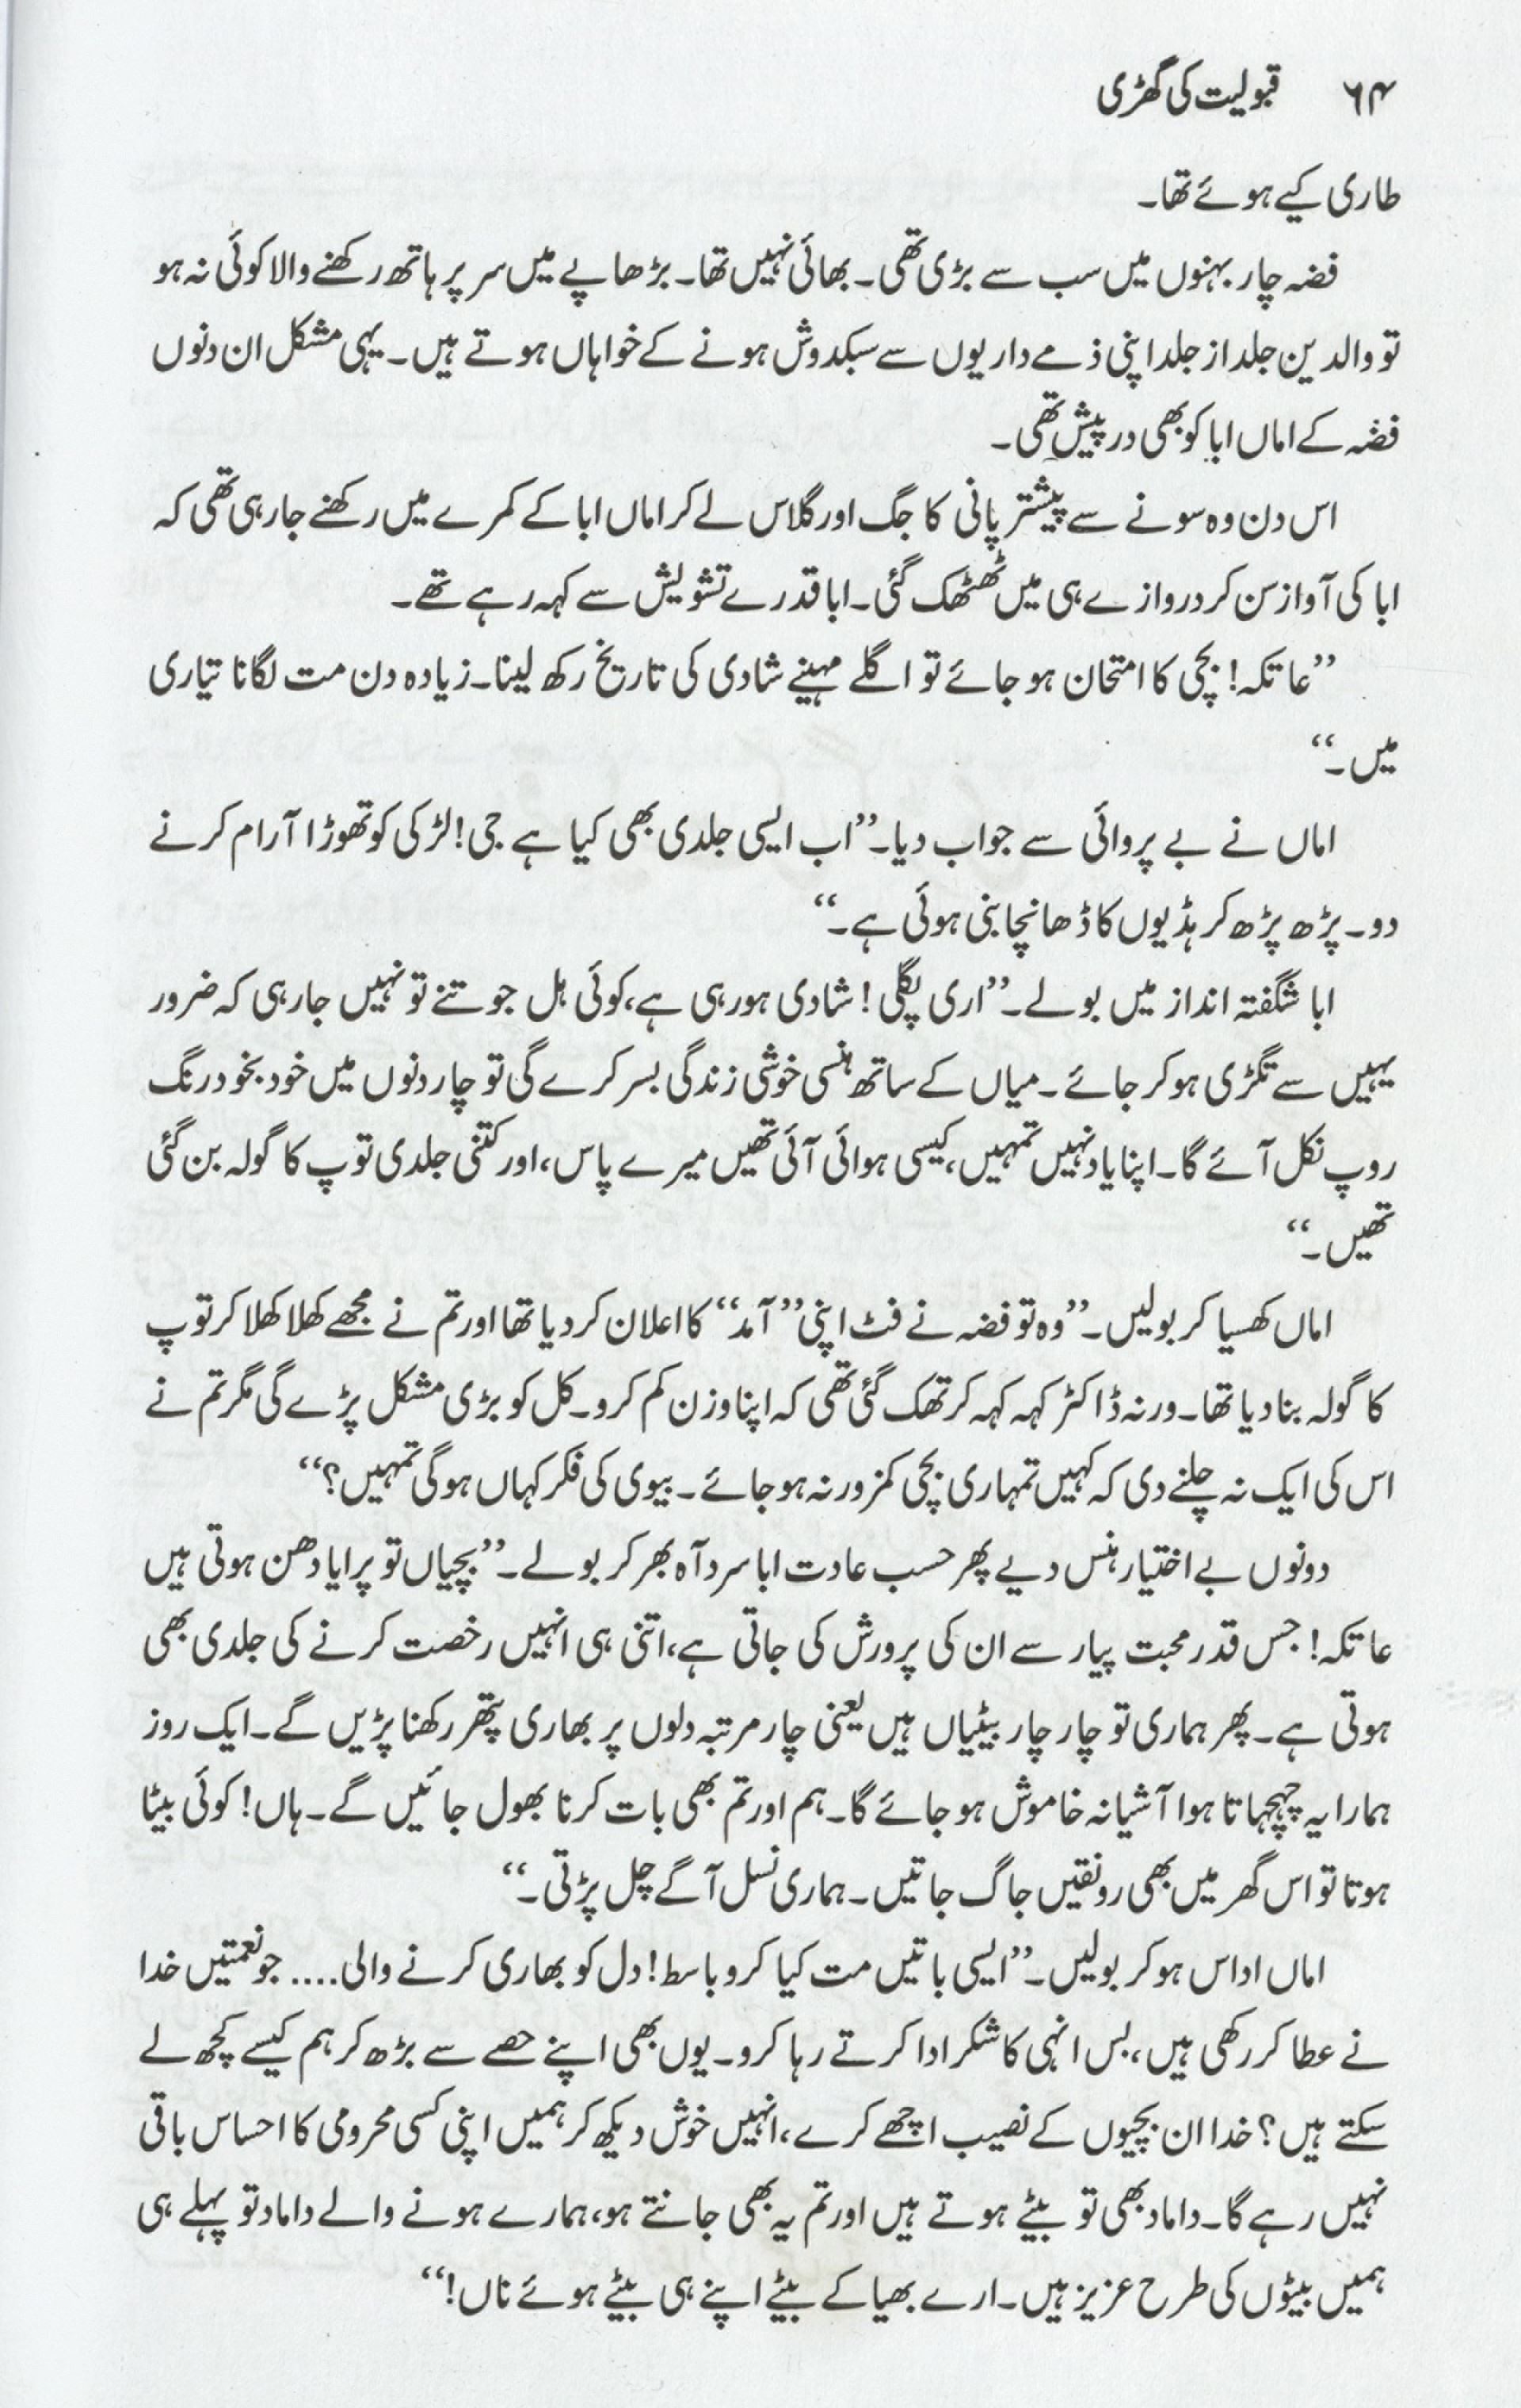 ۶۴ قبولیت کی گھڑی
طاری کیے ہوئے تھا۔
فضہ چار بہنوں میں سب سے بڑی تھی۔ بھائی نہیں تھا۔ بڑھاپے میں سر پر ہاتھ رکھنے والا کوئی نہ ہو
تو والدین جلد از جلد اپنی ذمے داریوں سے سبکدوش ہونے کے خواہاں ہوتے ہیں۔ یہی مشکل ان دنوں
فضہ کے اماں ابا کو بھی درپیش تھی۔
اس دن وہ سونے سے پیشتر پانی کا جگ اور گلاس لے کر اماں ابا کے کمرے میں رکھنے جارہی تھی کہ
ابا کی آواز سن کر دروازے ہی میں ٹھٹھک گئی۔ ابا قدرے تشویش سے کہہ رہے تھے۔
’’عاتکہ! بچی کا امتحان ہو جائے تو اگلے مہینے شادی کی تاریخ رکھ لینا۔ زیادہ دن مت لگانا تیاری
میں۔‘‘
اماں نے بے پروائی سے جواب دیا۔ ’’اب ایسی جلدی بھی کیا ہے جی! لڑکی کو تھوڑا آرام کرنے
دو۔ پڑھ پڑھ کر ہڈیوں کا ڈھانچا بنی ہوئی ہے۔‘‘
ابا شگفتہ انداز میں بولے۔ ’’اری پگلی! شادی ہورہی ہے، کوئی ہل جوتنے تو نہیں جارہی کہ ضرور
یہیں سے تگڑی ہوکر جائے۔ میاں کے ساتھ ہنسی خوشی زندگی بسر کرے گی تو چار دنوں میں خود بخود رنگ
روپ نکل آئے گا۔ اپنا یاد نہیں تمہیں، کیسی ہوائی آئی تھیں میرے پاس، اور کتنی جلدی توپ کا گولہ بن گئی
تھیں۔‘‘
اماں کھسیا کر بولیں۔ ’’وہ تو فضہ نے فٹ اپنی ’’آمد‘‘ کا اعلان کردیا تھا اور تم نے مجھے کھلا کھلا کر توپ
کا گولہ بنا دیا تھا۔ ورنہ ڈاکٹر کہہ کہہ کر تھک گئی تھی کہ اپنا وزن کم کرو۔ کل کو بڑی مشکل پڑے گی مگر تم نے
اس کی ایک نہ چلنے دی کہ کہیں تمہاری بچی کمزور نہ ہو جائے۔ بیوی کی فکر کہاں ہوگی تمہیں؟‘‘
دونوں بے اختیار ہنس دیے پھر حسب عادت ابا سرد آہ بھر کر بولے۔ ’’بچیاں تو پرایا دھن ہوتی ہیں
عاتکہ! جس قدر محبت پیار سے ان کی پرورش کی جاتی ہے، اتنی ہی انہیں رخصت کرنے کی جلدی بھی
ہوتی ہے۔ پھر ہماری تو چار چار بیٹیاں ہیں یعنی چار مرتبہ دلوں پر بھاری پتھر رکھنا پڑیں گے۔ ایک روز
ہمارا یہ چہچہاتا ہوا آشیانہ خاموش ہو جائے گا۔ ہم اور تم بھی بات کرنا بھول جائیں گے۔ ہاں! کوئی بیٹا
ہوتا تو اس گھر میں بھی رونقیں جاگ جاتیں۔ ہماری نسل آگے چل پڑتی۔‘‘
اماں اداس ہوکر بولیں۔ ’’ایسی باتیں مت کیا کرو باسط! دل کو بھاری کرنے والی.... جو نعمتیں خدا
نے عطا کر رکھی ہیں، بس انہی کا شکر ادا کرتے رہا کرو۔ یوں بھی اپنے حصے سے بڑھ کر ہم کیسے کچھ لے
سکتے ہیں؟ خدا ان بچیوں کے نصیب اچھے کرے، انہیں خوش دیکھ کر ہمیں اپنی کسی محرومی کا احساس باقی
نہیں رہے گا۔ داماد بھی تو بیٹے ہوتے ہیں اور تم یہ بھی جانتے ہو، ہمارے ہونے والے داماد تو پہلے ہی
ہمیں بیٹوں کی طرح عزیز ہیں۔ ارے بھیا کے بیٹے اپنے ہی بیٹے ہوئے ناں!‘‘